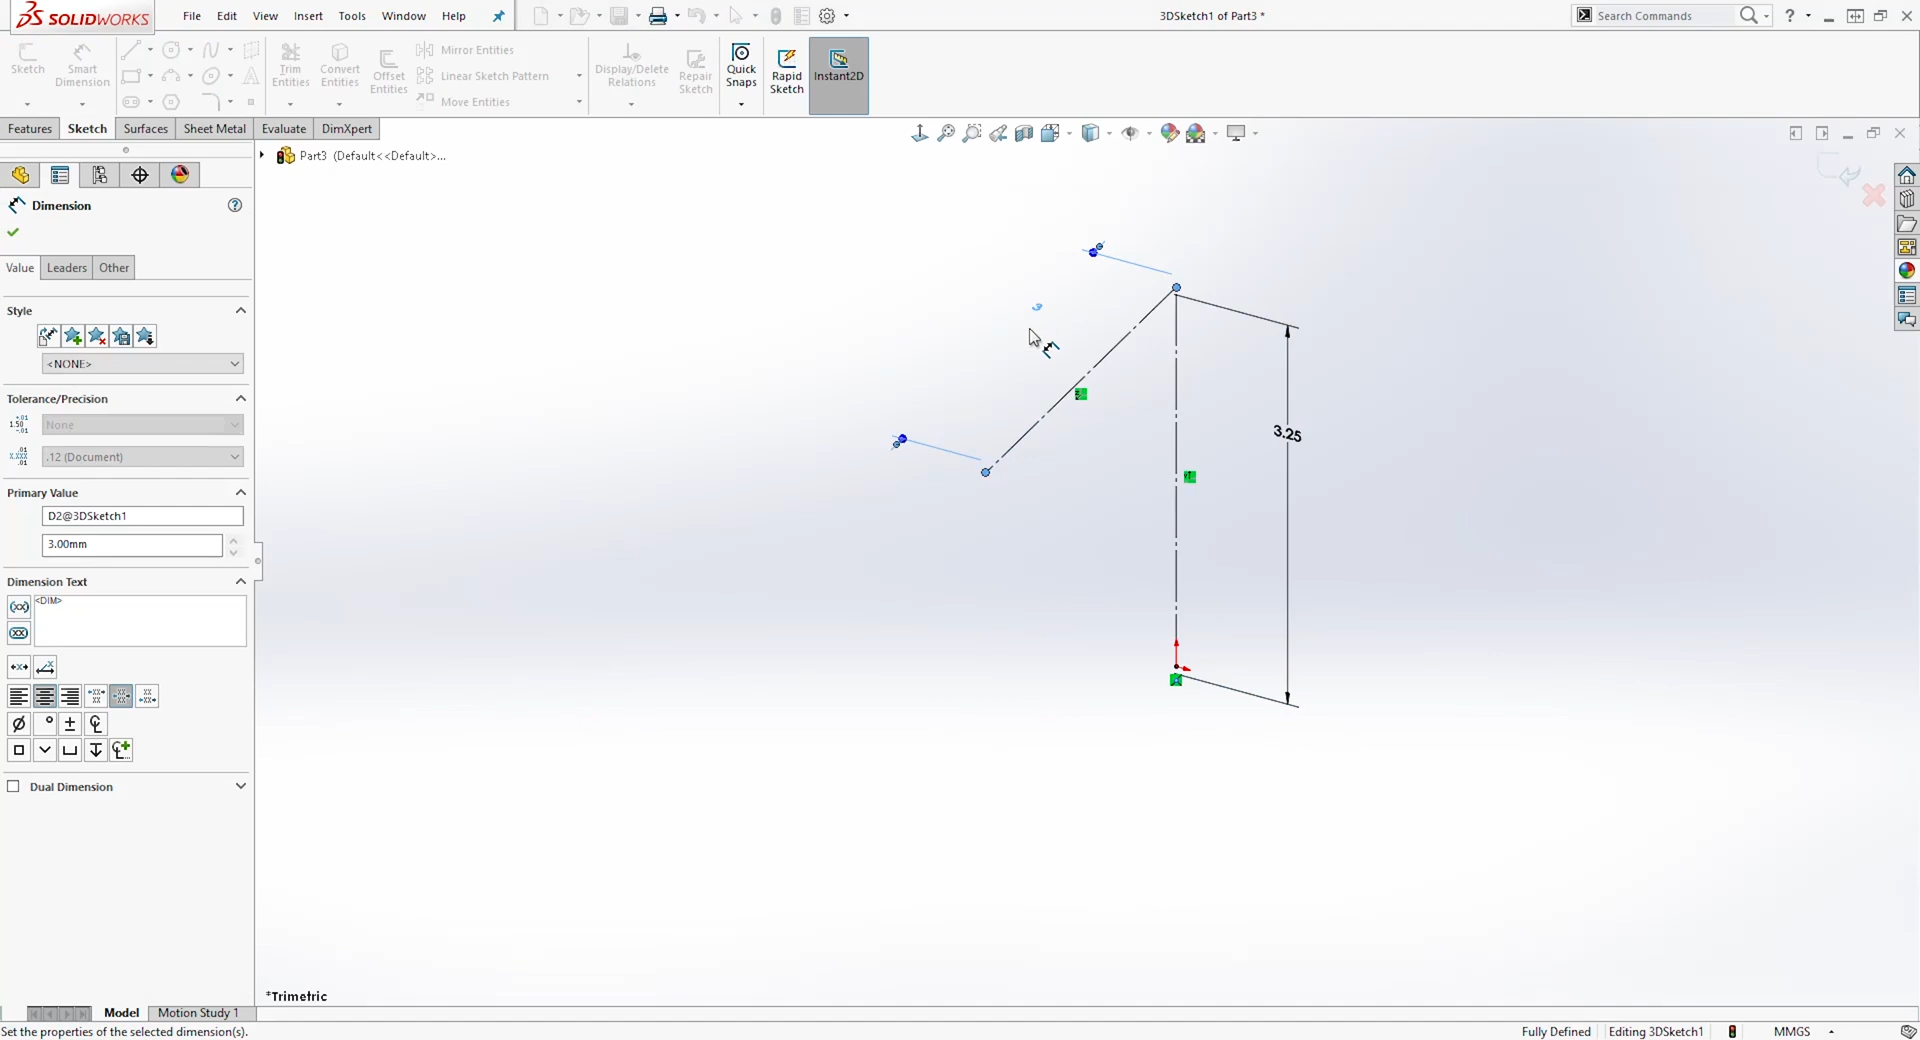 SOLIDWORKS File Edit View Insert Tools Window Help 3DSketch1 of Part3 * Search Commands ?
Sketch Smart Dimension Trim Entities Convert Entities Offset Entities Mirror Entities Linear Sketch Pattern Move Entities Display/Delete Relations Repair Sketch Quick Snaps Rapid Sketch Instant2D
Features Sketch Surfaces Sheet Metal Evaluate DimXpert
Part3 (Default<<Default>...
Dimension
Value Leaders Other
Style
<NONE>
Tolerance/Precision
None
.12 (Document)
Primary Value
D2@3DSketch1
3.00mm
Dimension Text
<DIM>
Dual Dimension
3
3.25
*Trimetric
Model Motion Study 1
Set the properties of the selected dimension(s). Fully Defined Editing 3DSketch1 MMGS